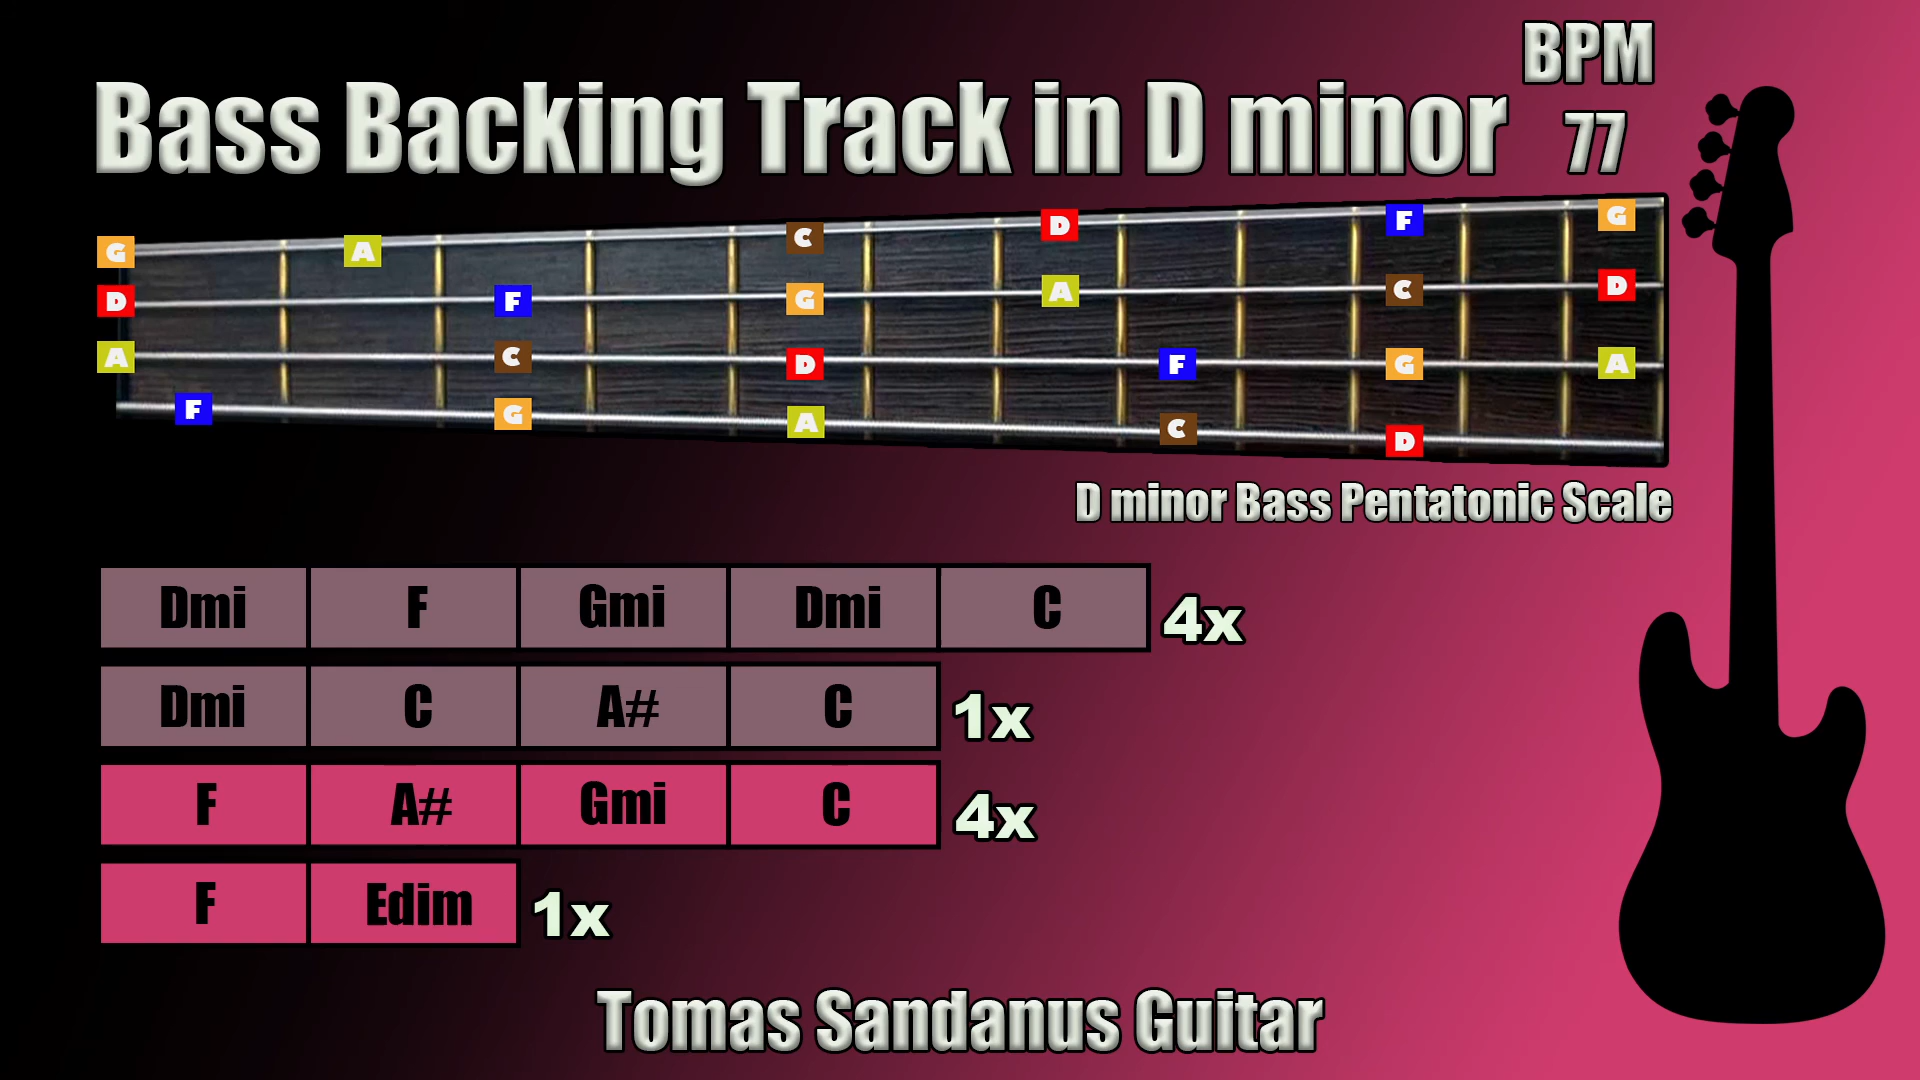 BPM
Bass Backing Track in D minor 77
G A C D F G
D F G A C D
A C D F G A
F G A C D
D minor Bass Pentatonic Scale
Dmi F Gmi Dmi C 4x
Dmi C A# C 1x
F A# Gmi C 4x
F Edim 1x
Tomas Sandanus Guitar